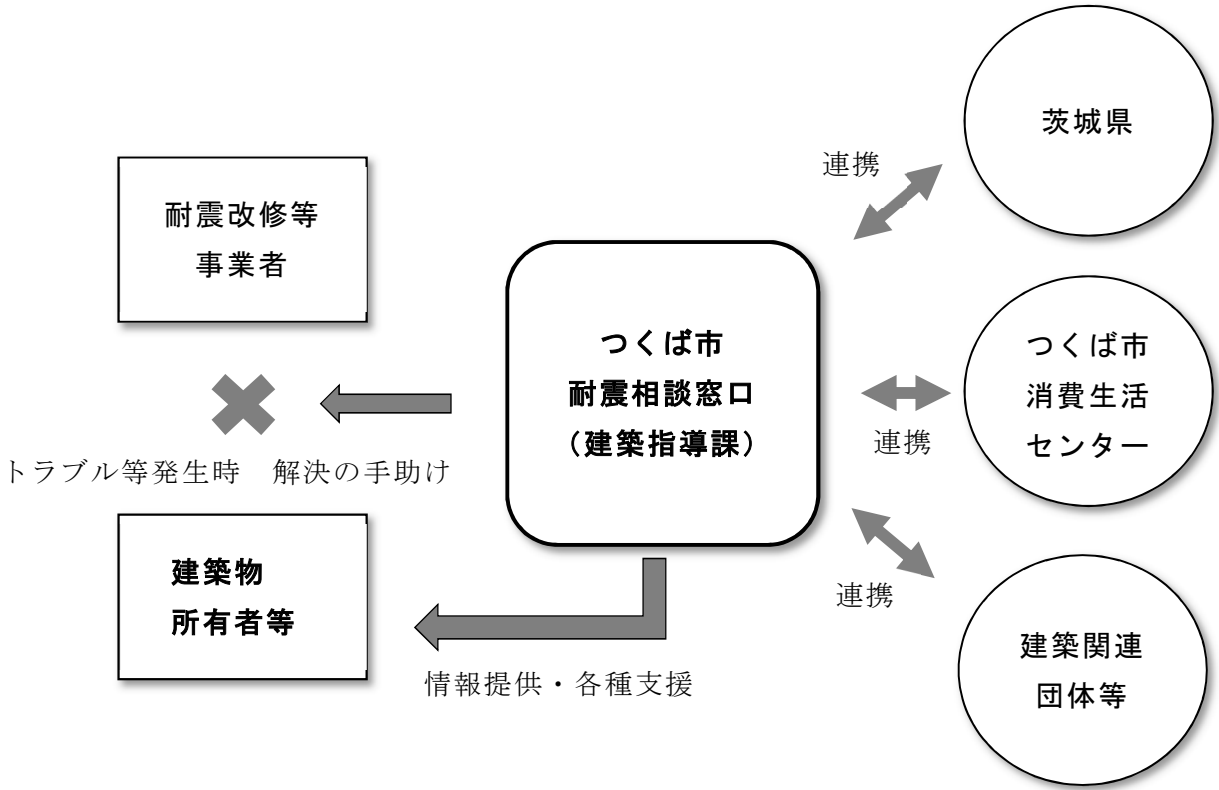 茨城県
連携
耐震改修等
事業者
つくば市
耐震相談窓口
（建築指導課）
つくば市
消費生活
センター
連携
トラブル等発生時　解決の手助け
建築物
所有者等
連携
情報提供・各種支援
建築関連
団体等